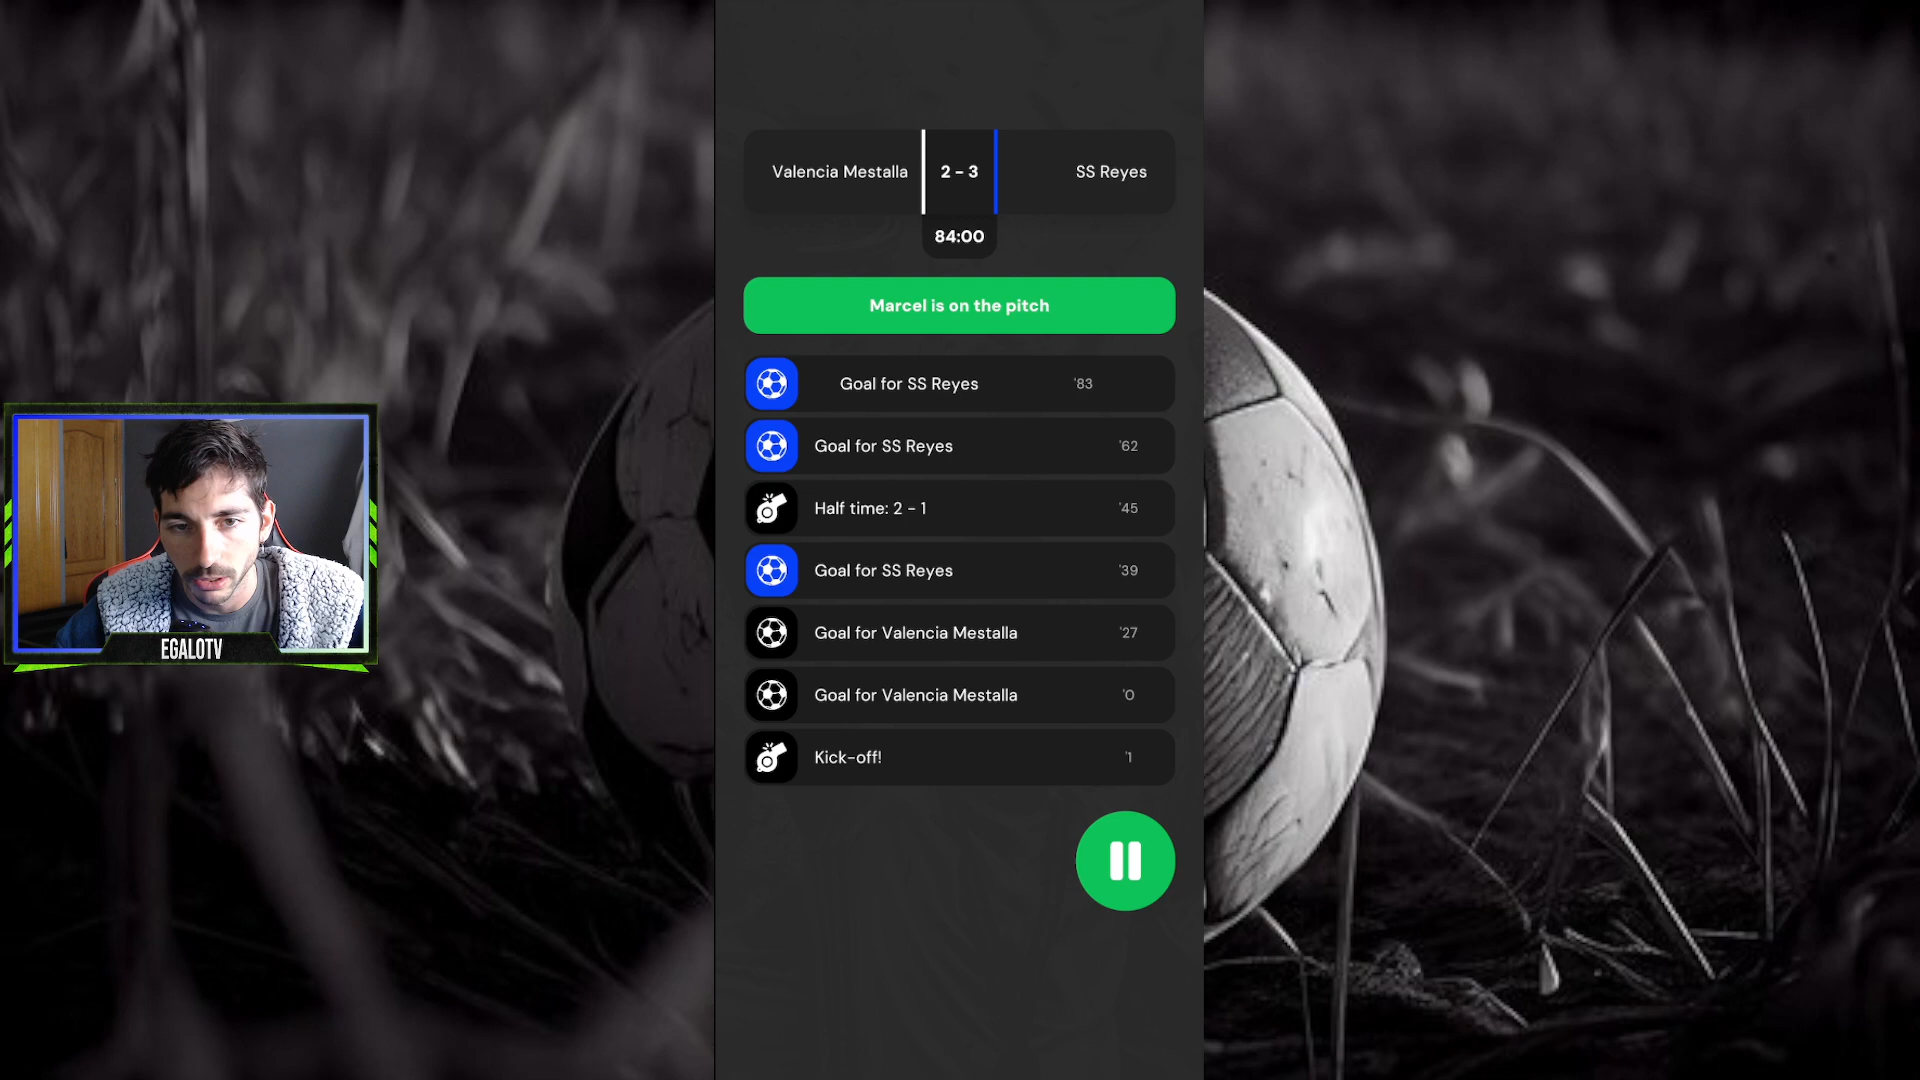 Valencia Mestalla 2 - 3 SS Reyes
84:00
Marcel is on the pitch
Goal for SS Reyes '83
Goal for SS Reyes '62
Half time: 2 - 1 '45
Goal for SS Reyes '39
Goal for Valencia Mestalla '27
Goal for Valencia Mestalla '0
Kick-off! '1
EGALOTV